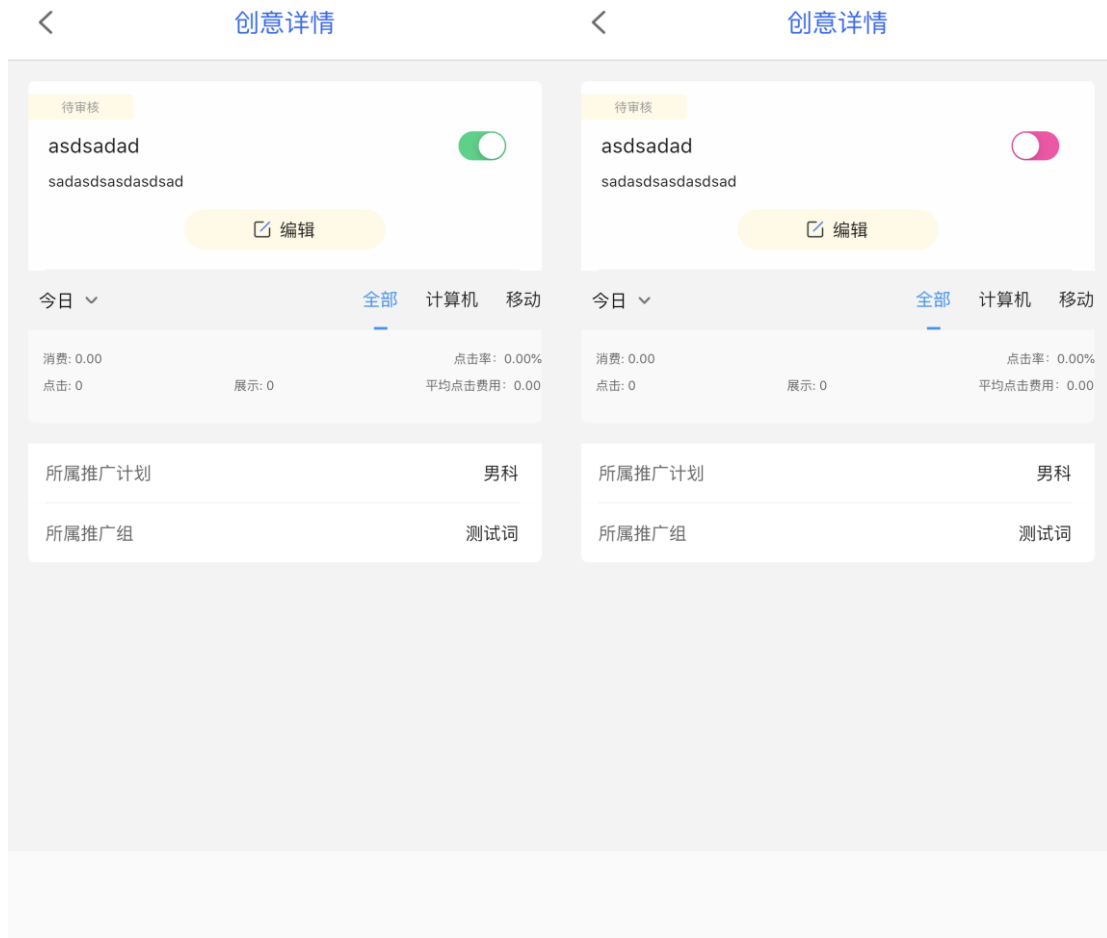 创意详情
待审核
asdsadad
sadasdsasdasdsad
编辑
今日 全部 计算机 移动
消费: 0.00 点击率: 0.00%
点击: 0 展示: 0 平均点击费用: 0.00
所属推广计划 男科
所属推广组 测试词
创意详情
待审核
asdsadad
sadasdsasdasdsad
编辑
今日 全部 计算机 移动
消费: 0.00 点击率: 0.00%
点击: 0 展示: 0 平均点击费用: 0.00
所属推广计划 男科
所属推广组 测试词